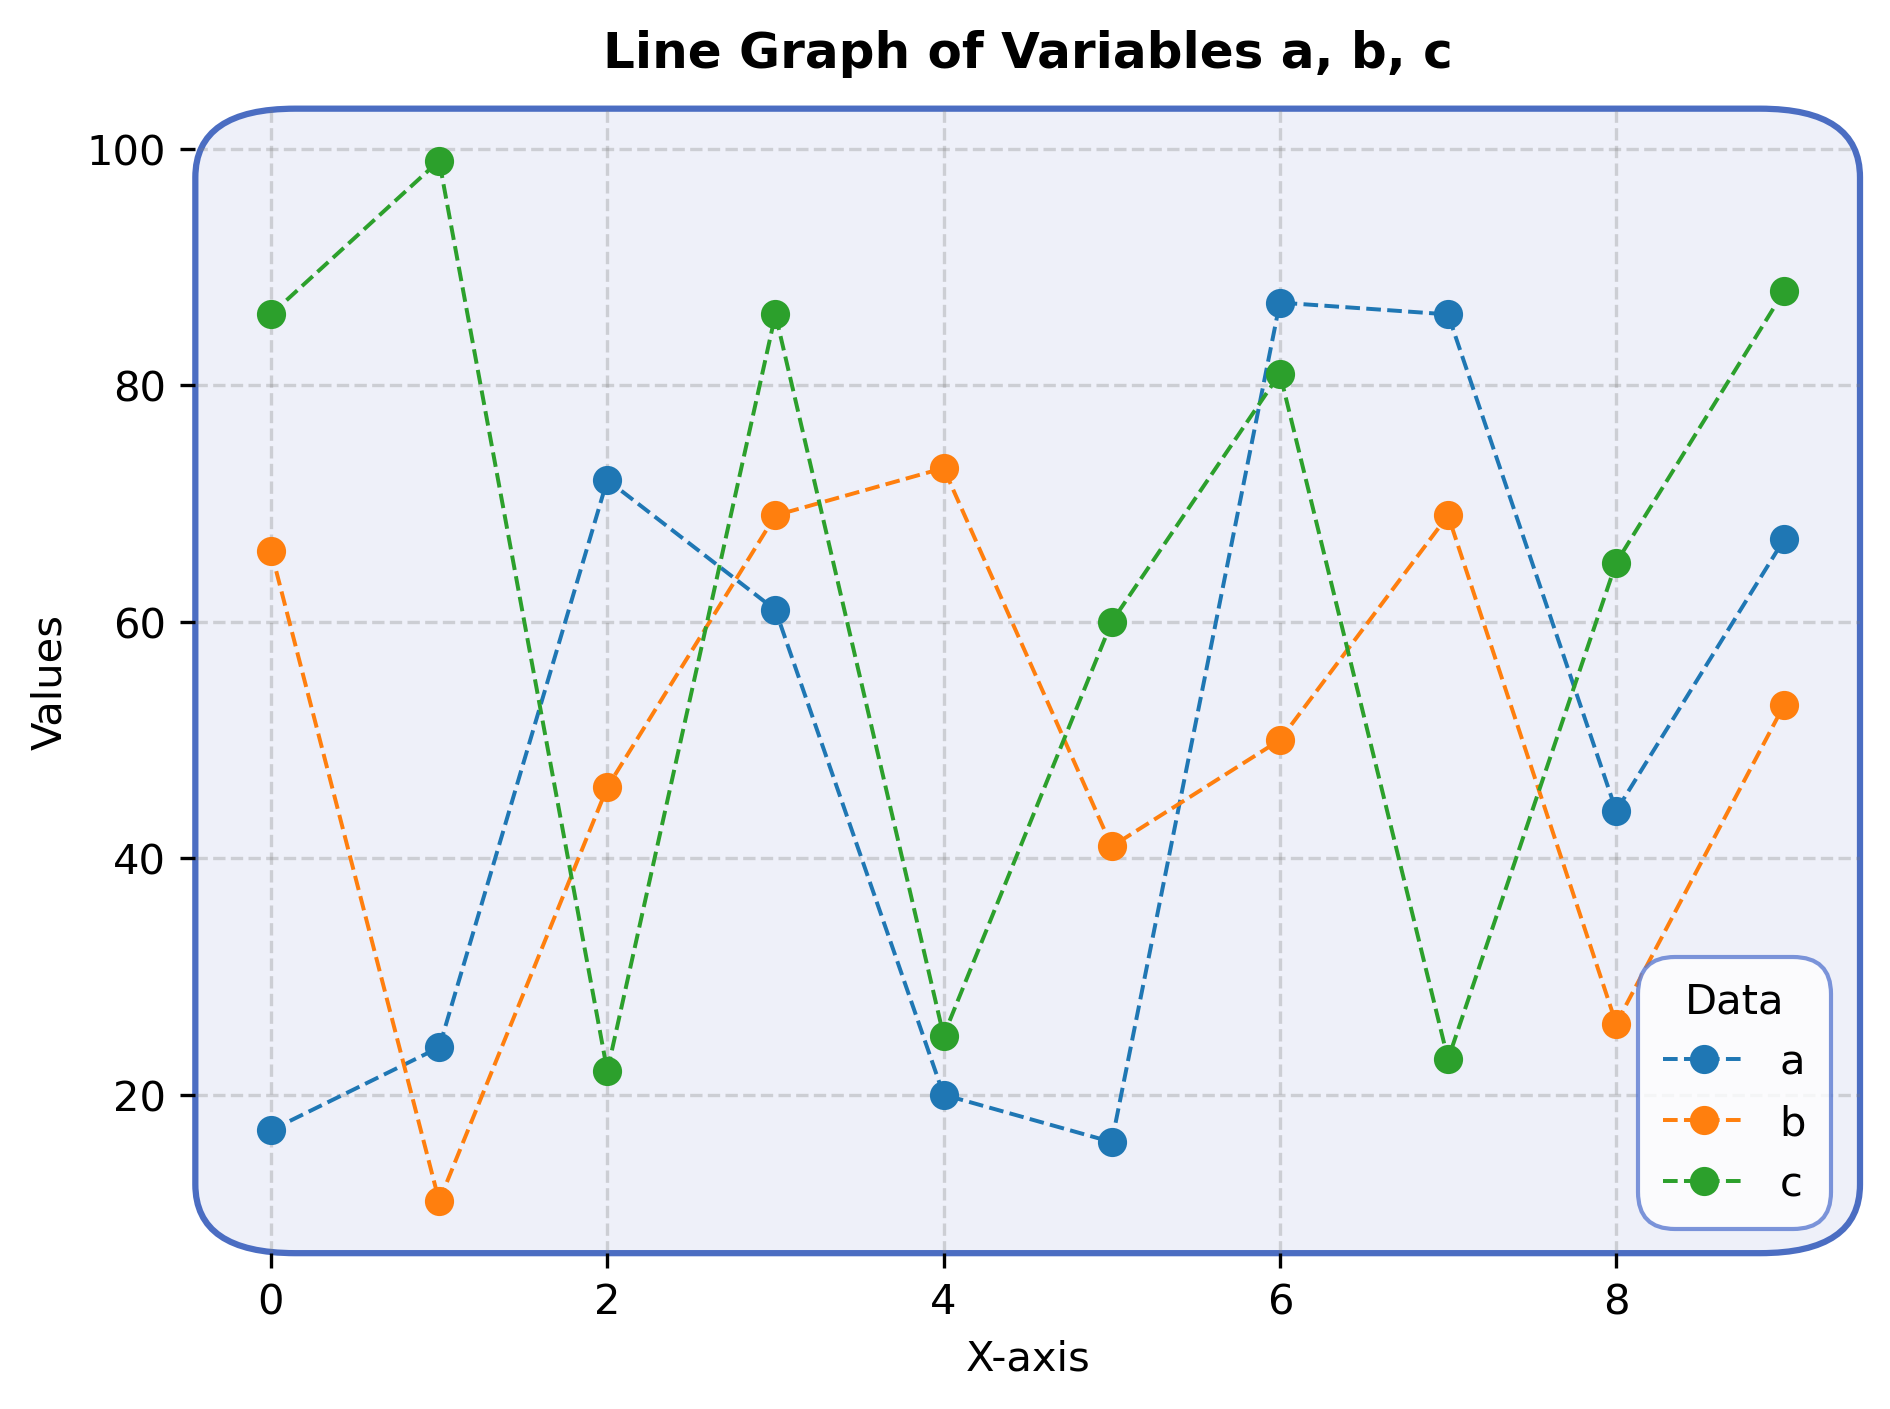 Line Graph of Variables a, b, c
100
80
60
40
20
Values
0 2 4 6 8
X-axis
Data
a
b
c